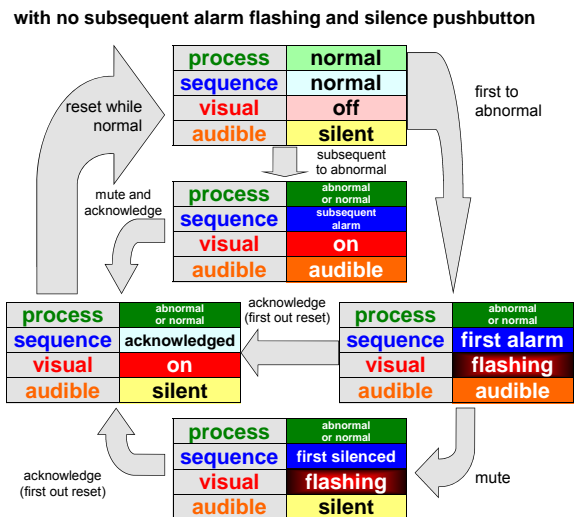 with no subsequent alarm flashing and silence pushbutton
process normal
sequence normal
visual off
audible silent
reset while
normal
first to
abnormal
subsequent
to abnormal
mute and
acknowledge
process abnormal
or normal
sequence subsequent
alarm
visual on
audible audible
process abnormal
or normal
sequence acknowledged
visual on
audible silent
acknowledge
(first out reset)
process abnormal
or normal
sequence first alarm
visual flashing
audible audible
process abnormal
or normal
sequence first silenced
visual flashing
audible silent
acknowledge
(first out reset)
mute